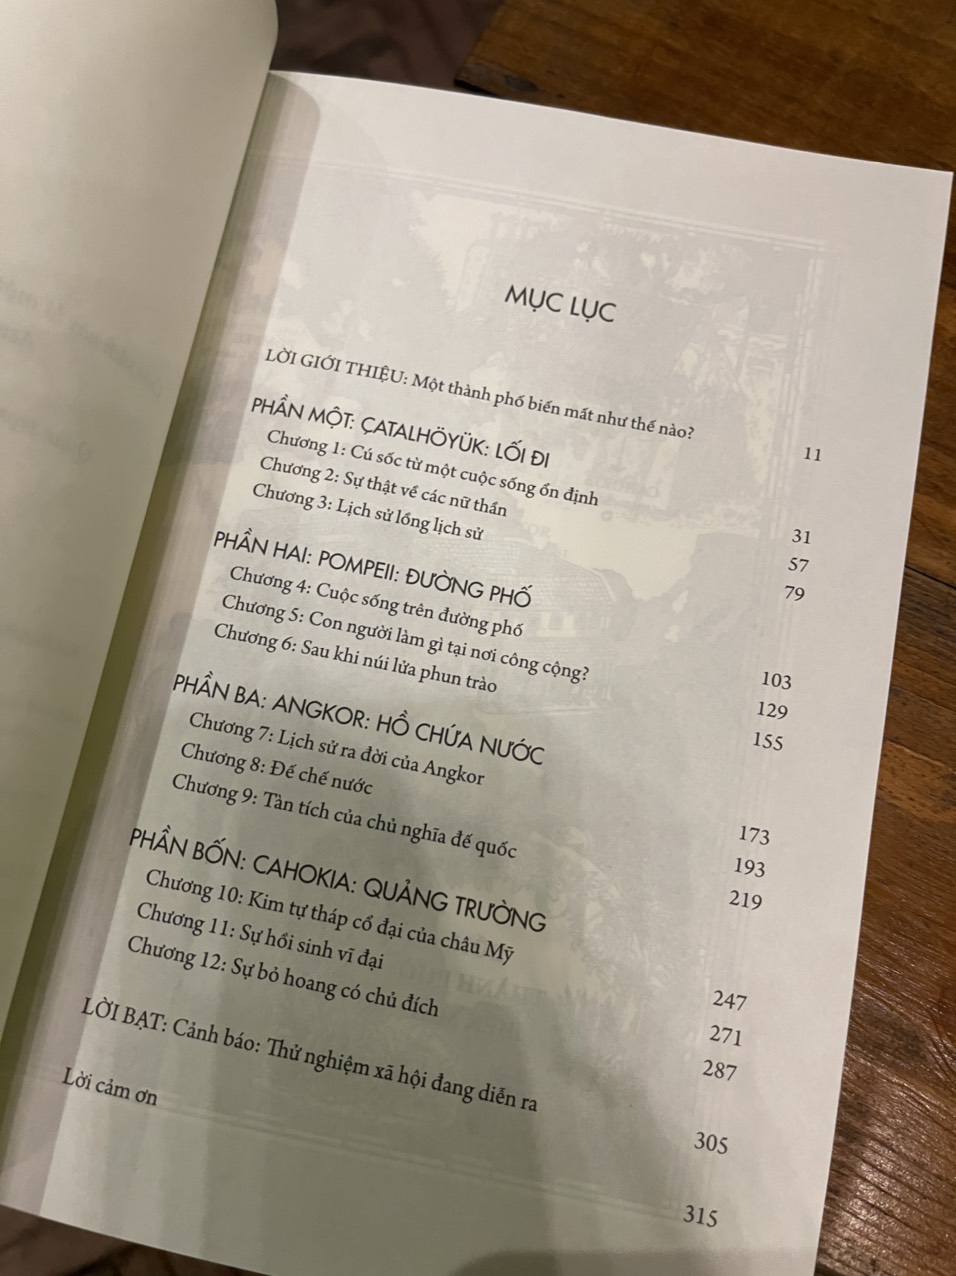 MỤC LỤC
LỜI GIỚI THIỆU: Một thành phố biến mất như thế nào? 11
PHẦN MỘT: ÇATALHÖYÜK: LỐI ĐI
Chương 1: Cú sốc từ một cuộc sống ổn định 31
Chương 2: Sự thật về các nữ thần 57
Chương 3: Lịch sử lồng lịch sử 79
PHẦN HAI: POMPEII: ĐƯỜNG PHỐ
Chương 4: Cuộc sống trên đường phố 103
Chương 5: Con người làm gì tại nơi công cộng? 129
Chương 6: Sau khi núi lửa phun trào 155
PHẦN BA: ANGKOR: HỒ CHỨA NƯỚC
Chương 7: Lịch sử ra đời của Angkor 173
Chương 8: Đế chế nước 193
Chương 9: Tàn tích của chủ nghĩa đế quốc 219
PHẦN BỐN: CAHOKIA: QUẢNG TRƯỜNG
Chương 10: Kim tự tháp cổ đại của châu Mỹ 247
Chương 11: Sự hồi sinh vĩ đại 271
Chương 12: Sự bỏ hoang có chủ đích 287
LỜI BẠT: Cảnh báo: Thử nghiệm xã hội đang diễn ra 305
Lời cảm ơn 315